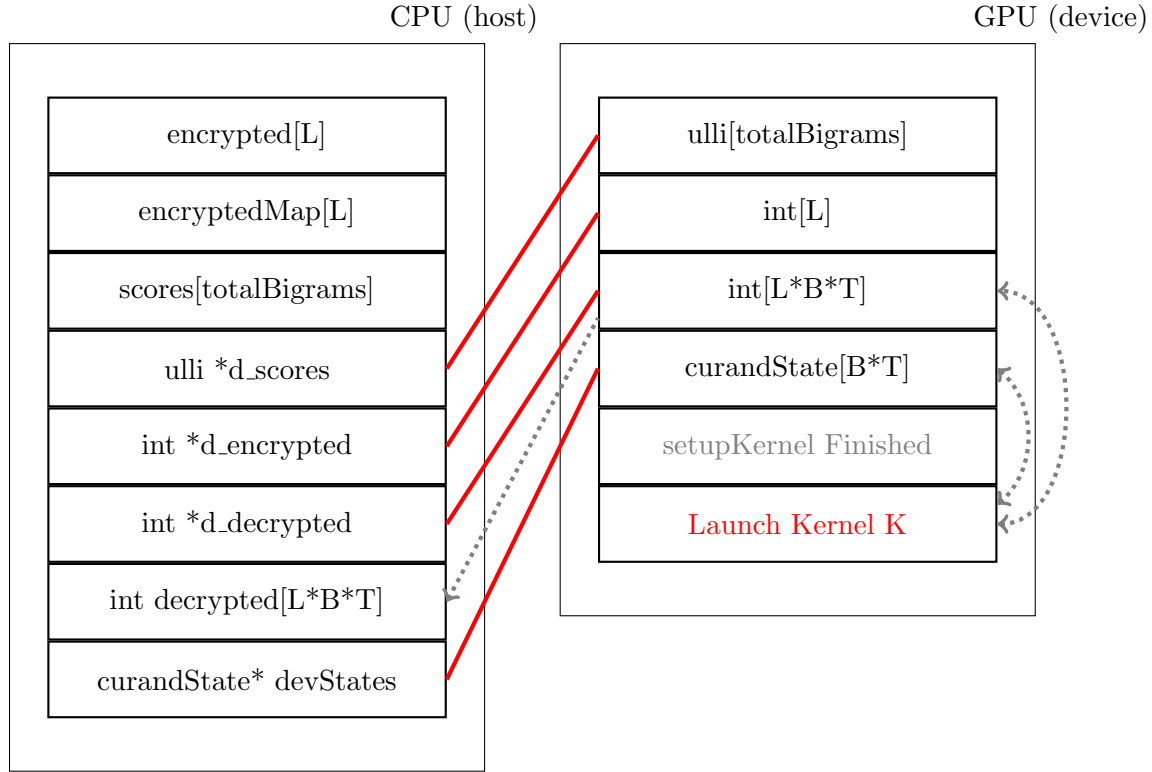 CPU (host)
GPU (device)
encrypted[L]
encryptedMap[L]
scores[totalBigrams]
ulli *d_scores
int *d_encrypted
int *d_decrypted
int decrypted[L*B*T]
curandState* devStates
ulli[totalBigrams]
int[L]
int[L*B*T]
curandState[B*T]
setupKernel Finished
Launch Kernel K